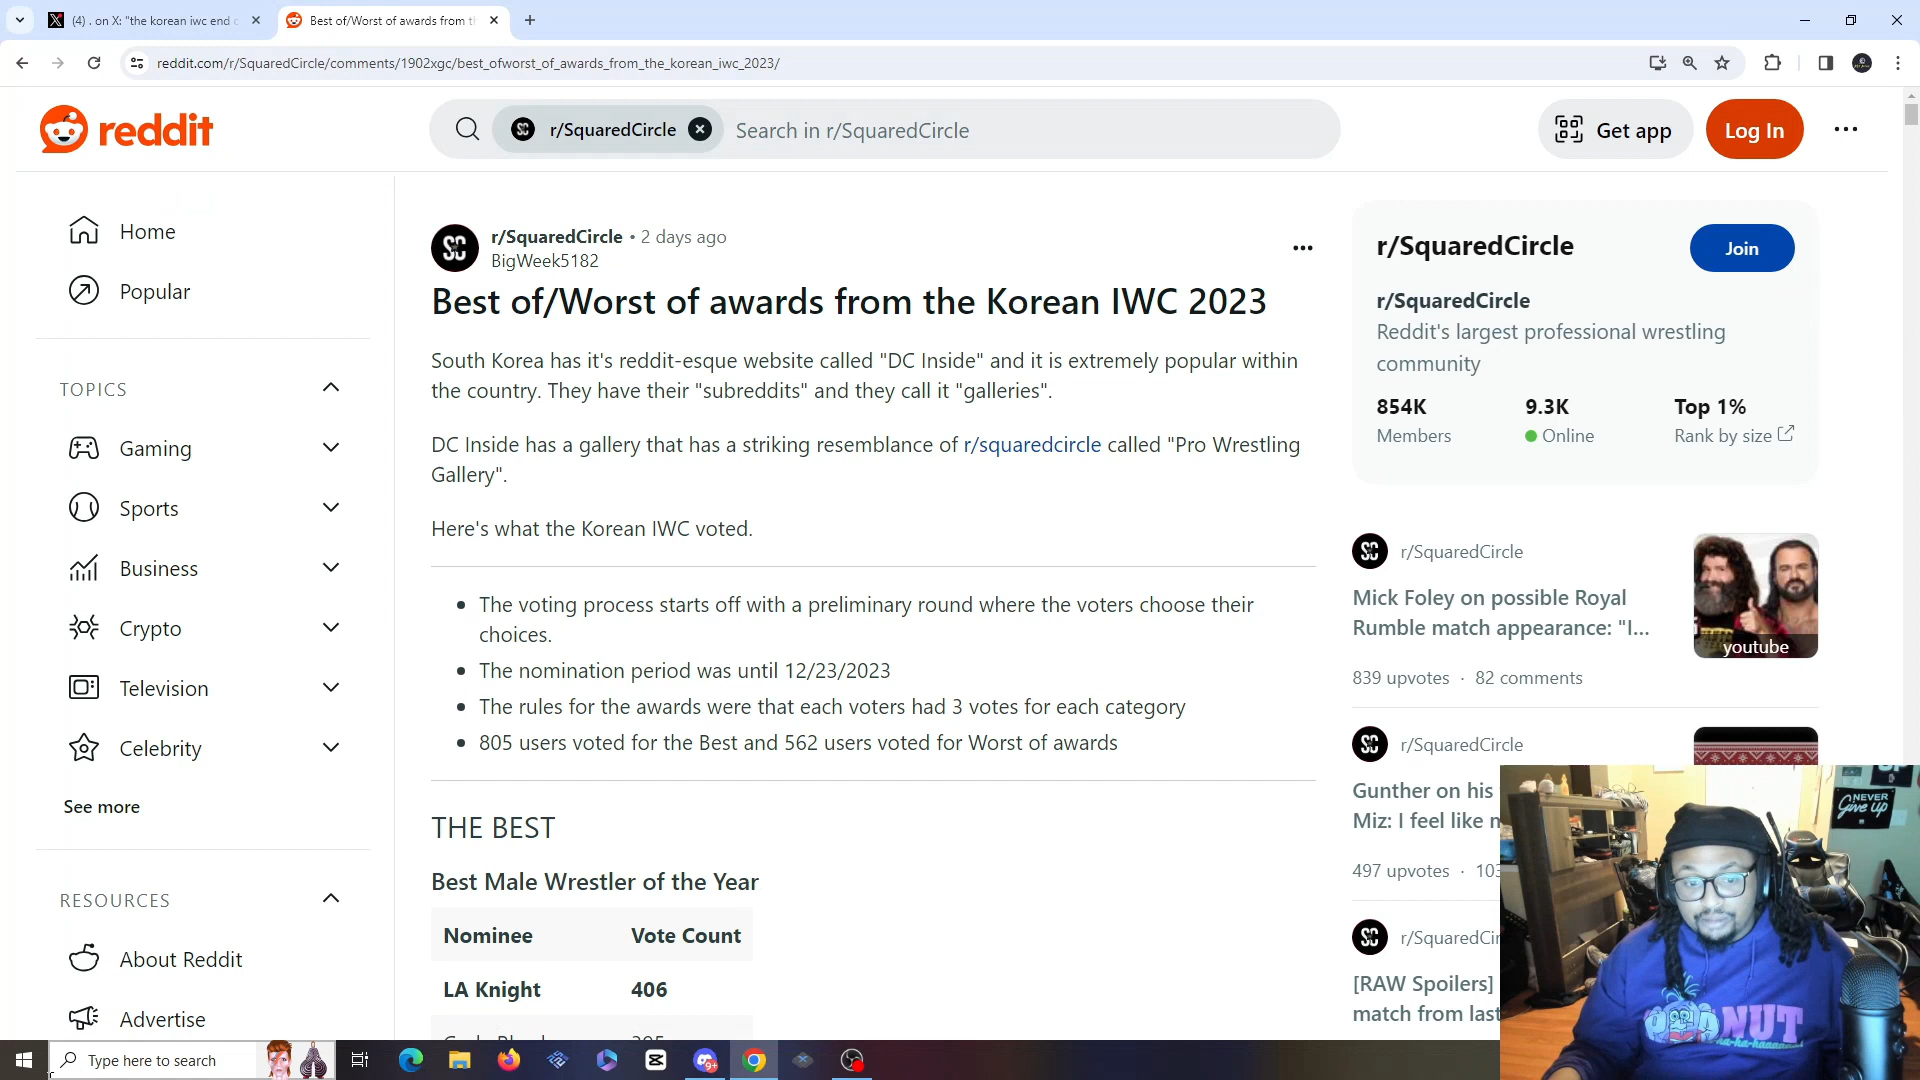 (4) . on X: "the korean iwc end
Best of/Worst of awards from t
reddit.com/r/SquaredCircle/comments/1902xgc/best_ofworst_of_awards_from_the_korean_iwc_2023/
reddit
r/SquaredCircle
Search in r/SquaredCircle
Get app
Log In
Home
Popular
TOPICS
Gaming
Sports
Business
Crypto
Television
Celebrity
See more
RESOURCES
About Reddit
Advertise
r/SquaredCircle • 2 days ago
BigWeek5182
Best of/Worst of awards from the Korean IWC 2023
South Korea has it's reddit-esque website called "DC Inside" and it is extremely popular within
the country. They have their "subreddits" and they call it "galleries".
DC Inside has a gallery that has a striking resemblance of r/squaredcircle called "Pro Wrestling
Gallery".
Here's what the Korean IWC voted.
• The voting process starts off with a preliminary round where the voters choose their
choices.
• The nomination period was until 12/23/2023
• The rules for the awards were that each voters had 3 votes for each category
• 805 users voted for the Best and 562 users voted for Worst of awards
THE BEST
Best Male Wrestler of the Year
Nominee Vote Count
LA Knight 406
r/SquaredCircle
Join
r/SquaredCircle
Reddit's largest professional wrestling
community
854K 9.3K Top 1%
Members Online Rank by size
r/SquaredCircle
Mick Foley on possible Royal
Rumble match appearance: "I...
youtube
839 upvotes · 82 comments
r/SquaredCircle
Gunther on his
Miz: I feel like
497 upvotes · 103
r/SquaredCir
[RAW Spoilers]
match from last
NEVER
Give UP
NUT
Type here to search
9+